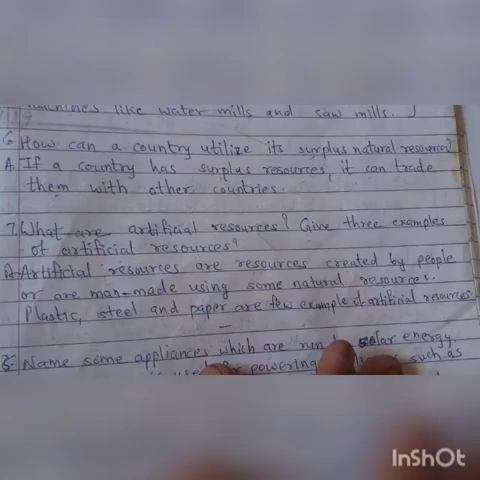 machines like water mills and saw mills.
6. How can a country utilize its surplus natural resources?
A. If a country has surplus resources, it can trade
them with other countries.
7. What are artificial resources? Give three examples
of artificial resources?
A. Artificial resources are resources created by people
or are man-made using some natural resources.
Plastic, steel and paper are few example of artificial resources.
8. Name some appliances which are run solar energy.
used for powering such as
InShOt